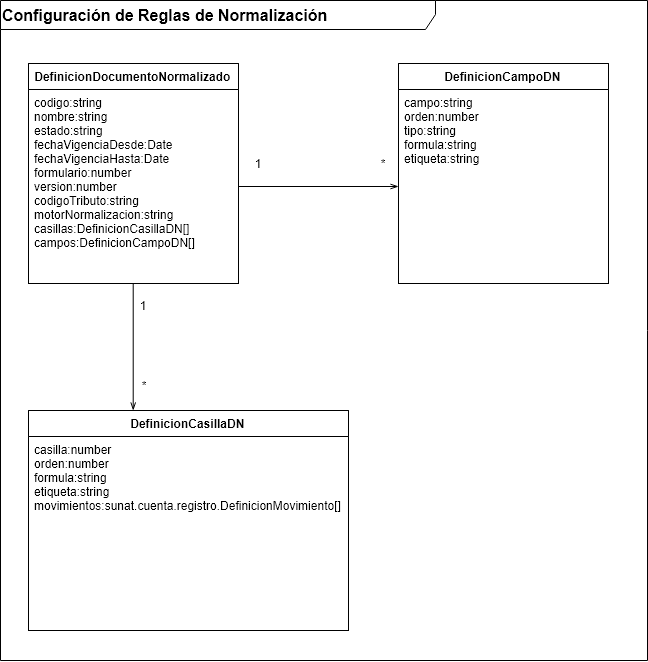 Configuración de Reglas de Normalización
DefinicionDocumentoNormalizado
codigo:string
nombre:string
estado:string
fechaVigenciaDesde:Date
fechaVigenciaHasta:Date
formulario:number
version:number
codigoTributo:string
motorNormalizacion:string
casillas:DefinicionCasillaDN[]
campos:DefinicionCampoDN[]
1
*
DefinicionCampoDN
campo:string
orden:number
tipo:string
formula:string
etiqueta:string
1
*
DefinicionCasillaDN
casilla:number
orden:number
formula:string
etiqueta:string
movimientos:sunat.cuenta.registro.DefinicionMovimiento[]